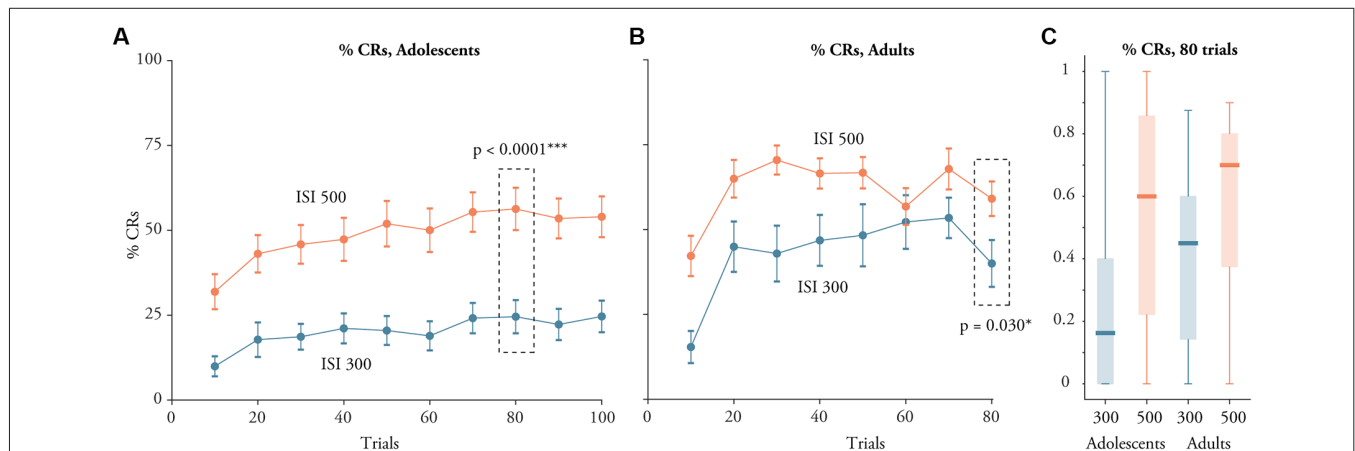 A
% CRs, Adolescents
100
75
50
25
0
% CRs
p < 0.0001***
ISI 500
ISI 300
0 20 40 60 80 100
Trials
B
% CRs, Adults
ISI 500
ISI 300
p = 0.030*
0 20 40 60 80
Trials
C
% CRs, 80 trials
1
0.8
0.6
0.4
0.2
0
300 500 300 500
Adolescents Adults